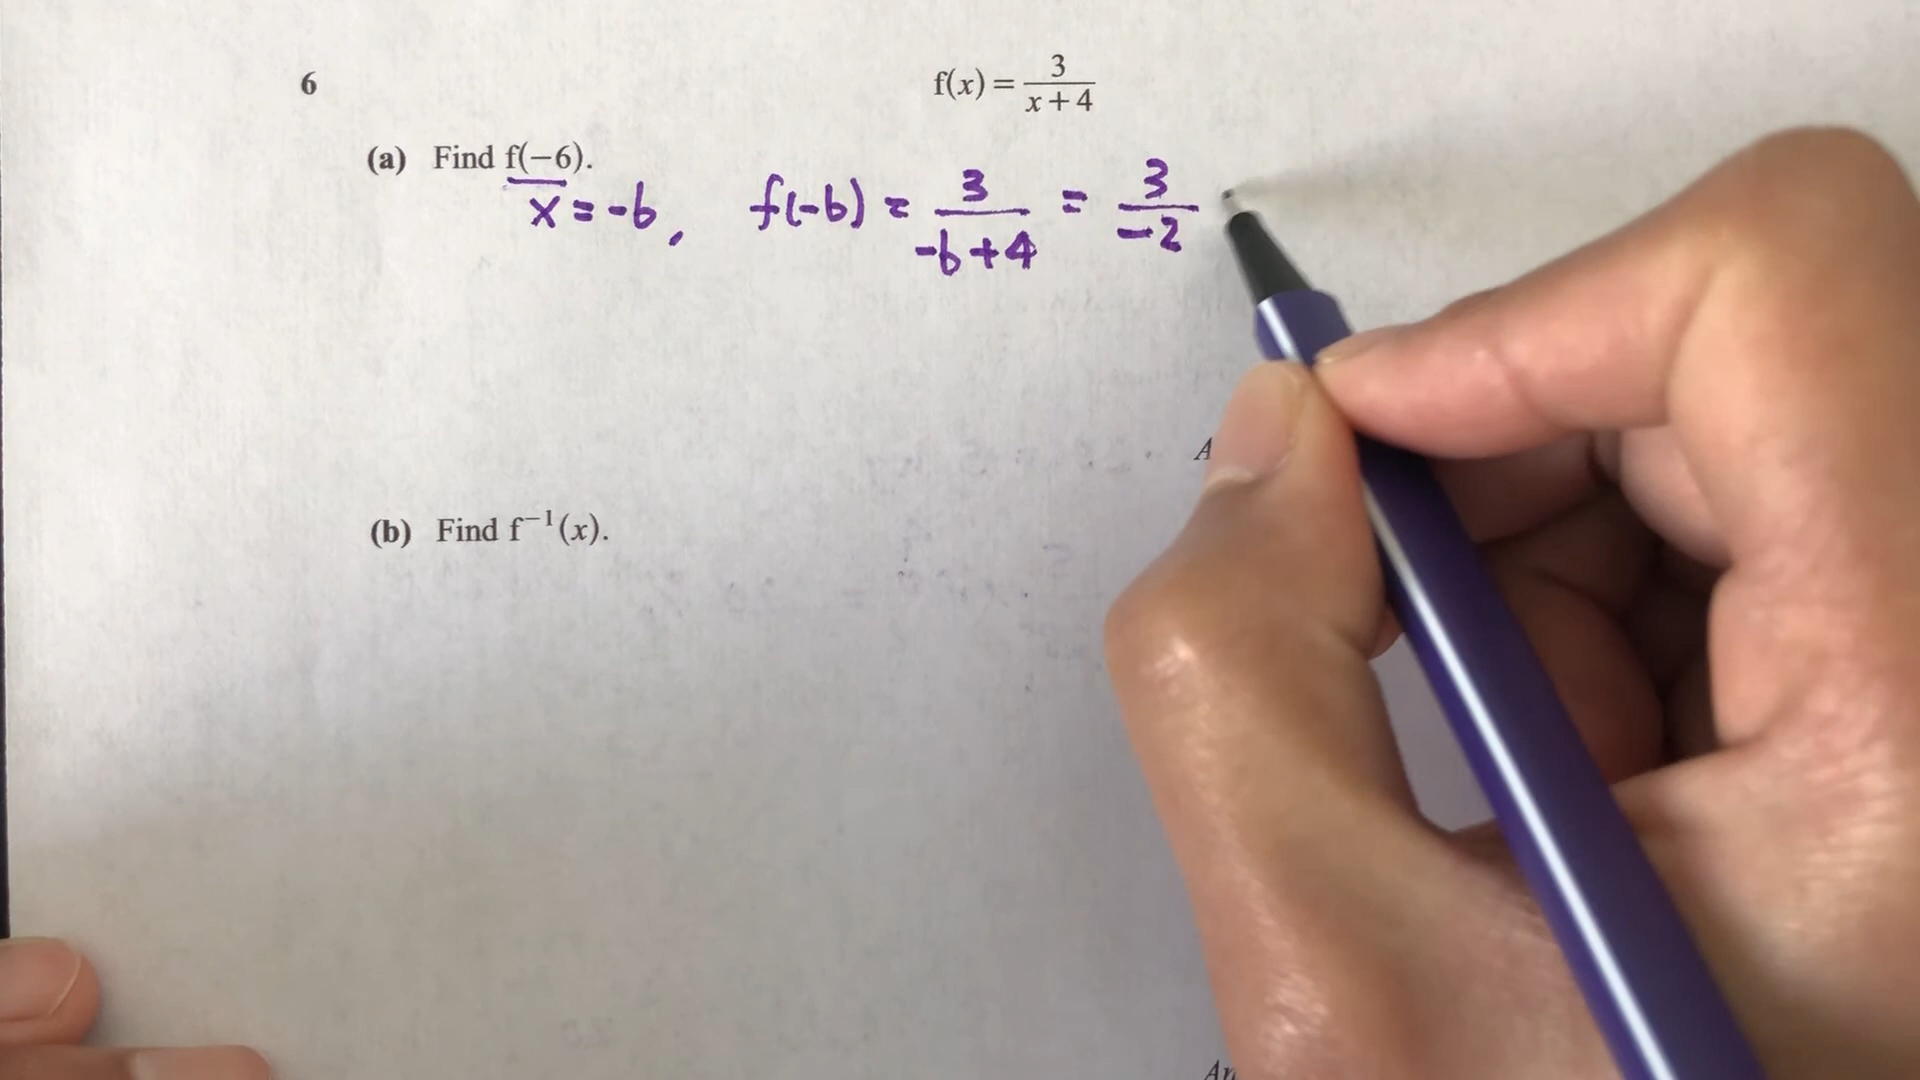 6
f(x) = 3/(x + 4)
(a) Find f(−6).
x = -6, f(-6) = 3/(-6+4) = 3/-2
A
(b) Find f⁻¹(x).